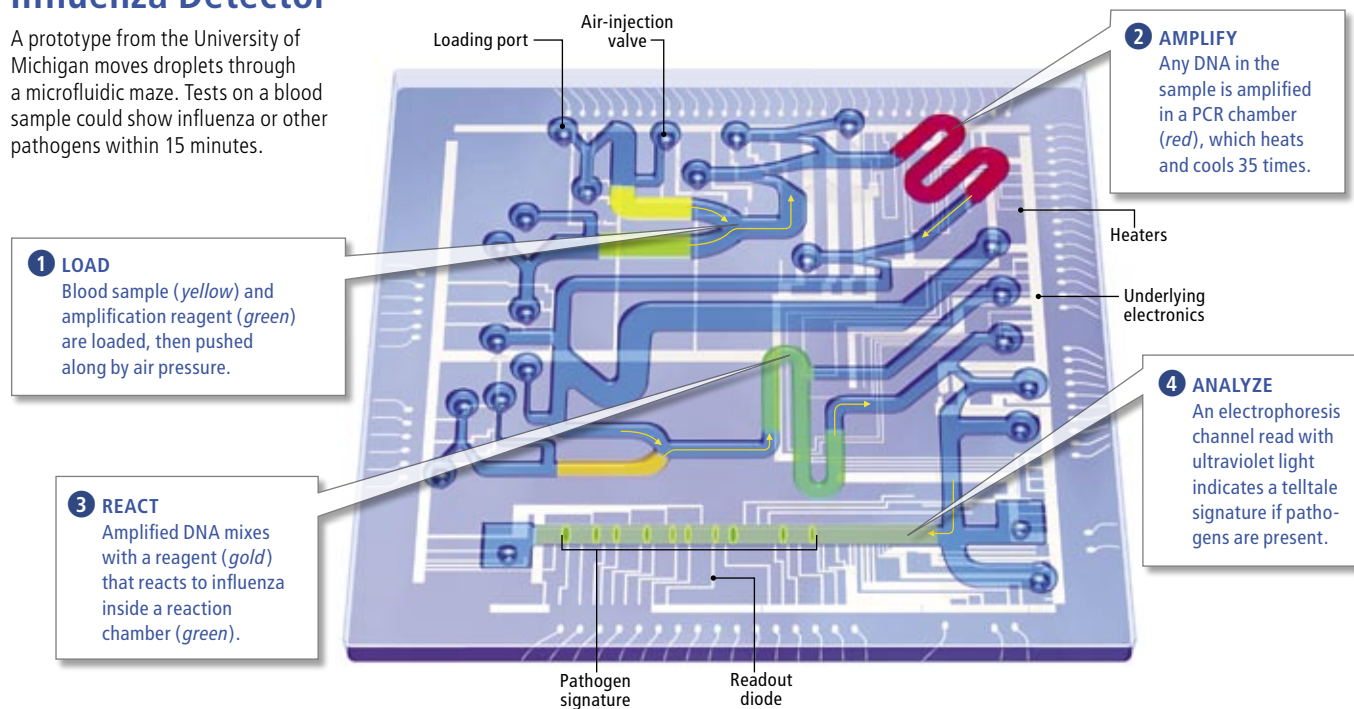 Influenza Detector
A prototype from the University of
Michigan moves droplets through
a microfluidic maze. Tests on a blood
sample could show influenza or other
pathogens within 15 minutes.
Loading port
Air-injection
valve
2 AMPLIFY
Any DNA in the
sample is amplified
in a PCR chamber
(red), which heats
and cools 35 times.
Heaters
Underlying
electronics
1 LOAD
Blood sample (yellow) and
amplification reagent (green)
are loaded, then pushed
along by air pressure.
3 REACT
Amplified DNA mixes
with a reagent (gold)
that reacts to influenza
inside a reaction
chamber (green).
4 ANALYZE
An electrophoresis
channel read with
ultraviolet light
indicates a telltale
signature if patho-
gens are present.
Pathogen
signature
Readout
diode